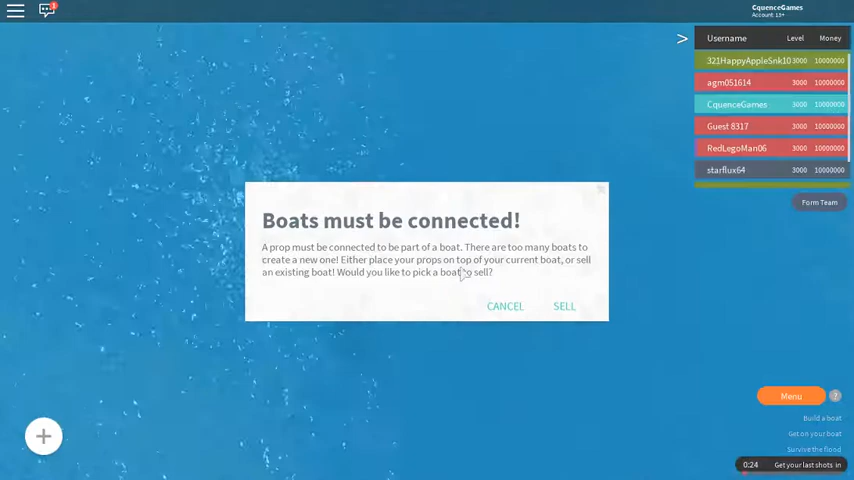 3
CquenceGames
Account: 13+
>
Username Level Money
321HappyAppleSnk10 3000 10000000
agm051614 3000 10000000
CquenceGames 3000 10000000
Guest 8317 3000 10000000
RedLegoMan06 3000 10000000
starflux64 3000 10000000
Form Team
Boats must be connected!
A prop must be connected to be part of a boat. There are too many boats to
create a new one! Either place your props on top of your current boat, or sell
an existing boat! Would you like to pick a boat to sell?
CANCEL SELL
Menu ?
Build a boat
Get on your boat
Survive the flood
0:24 Get your last shots in